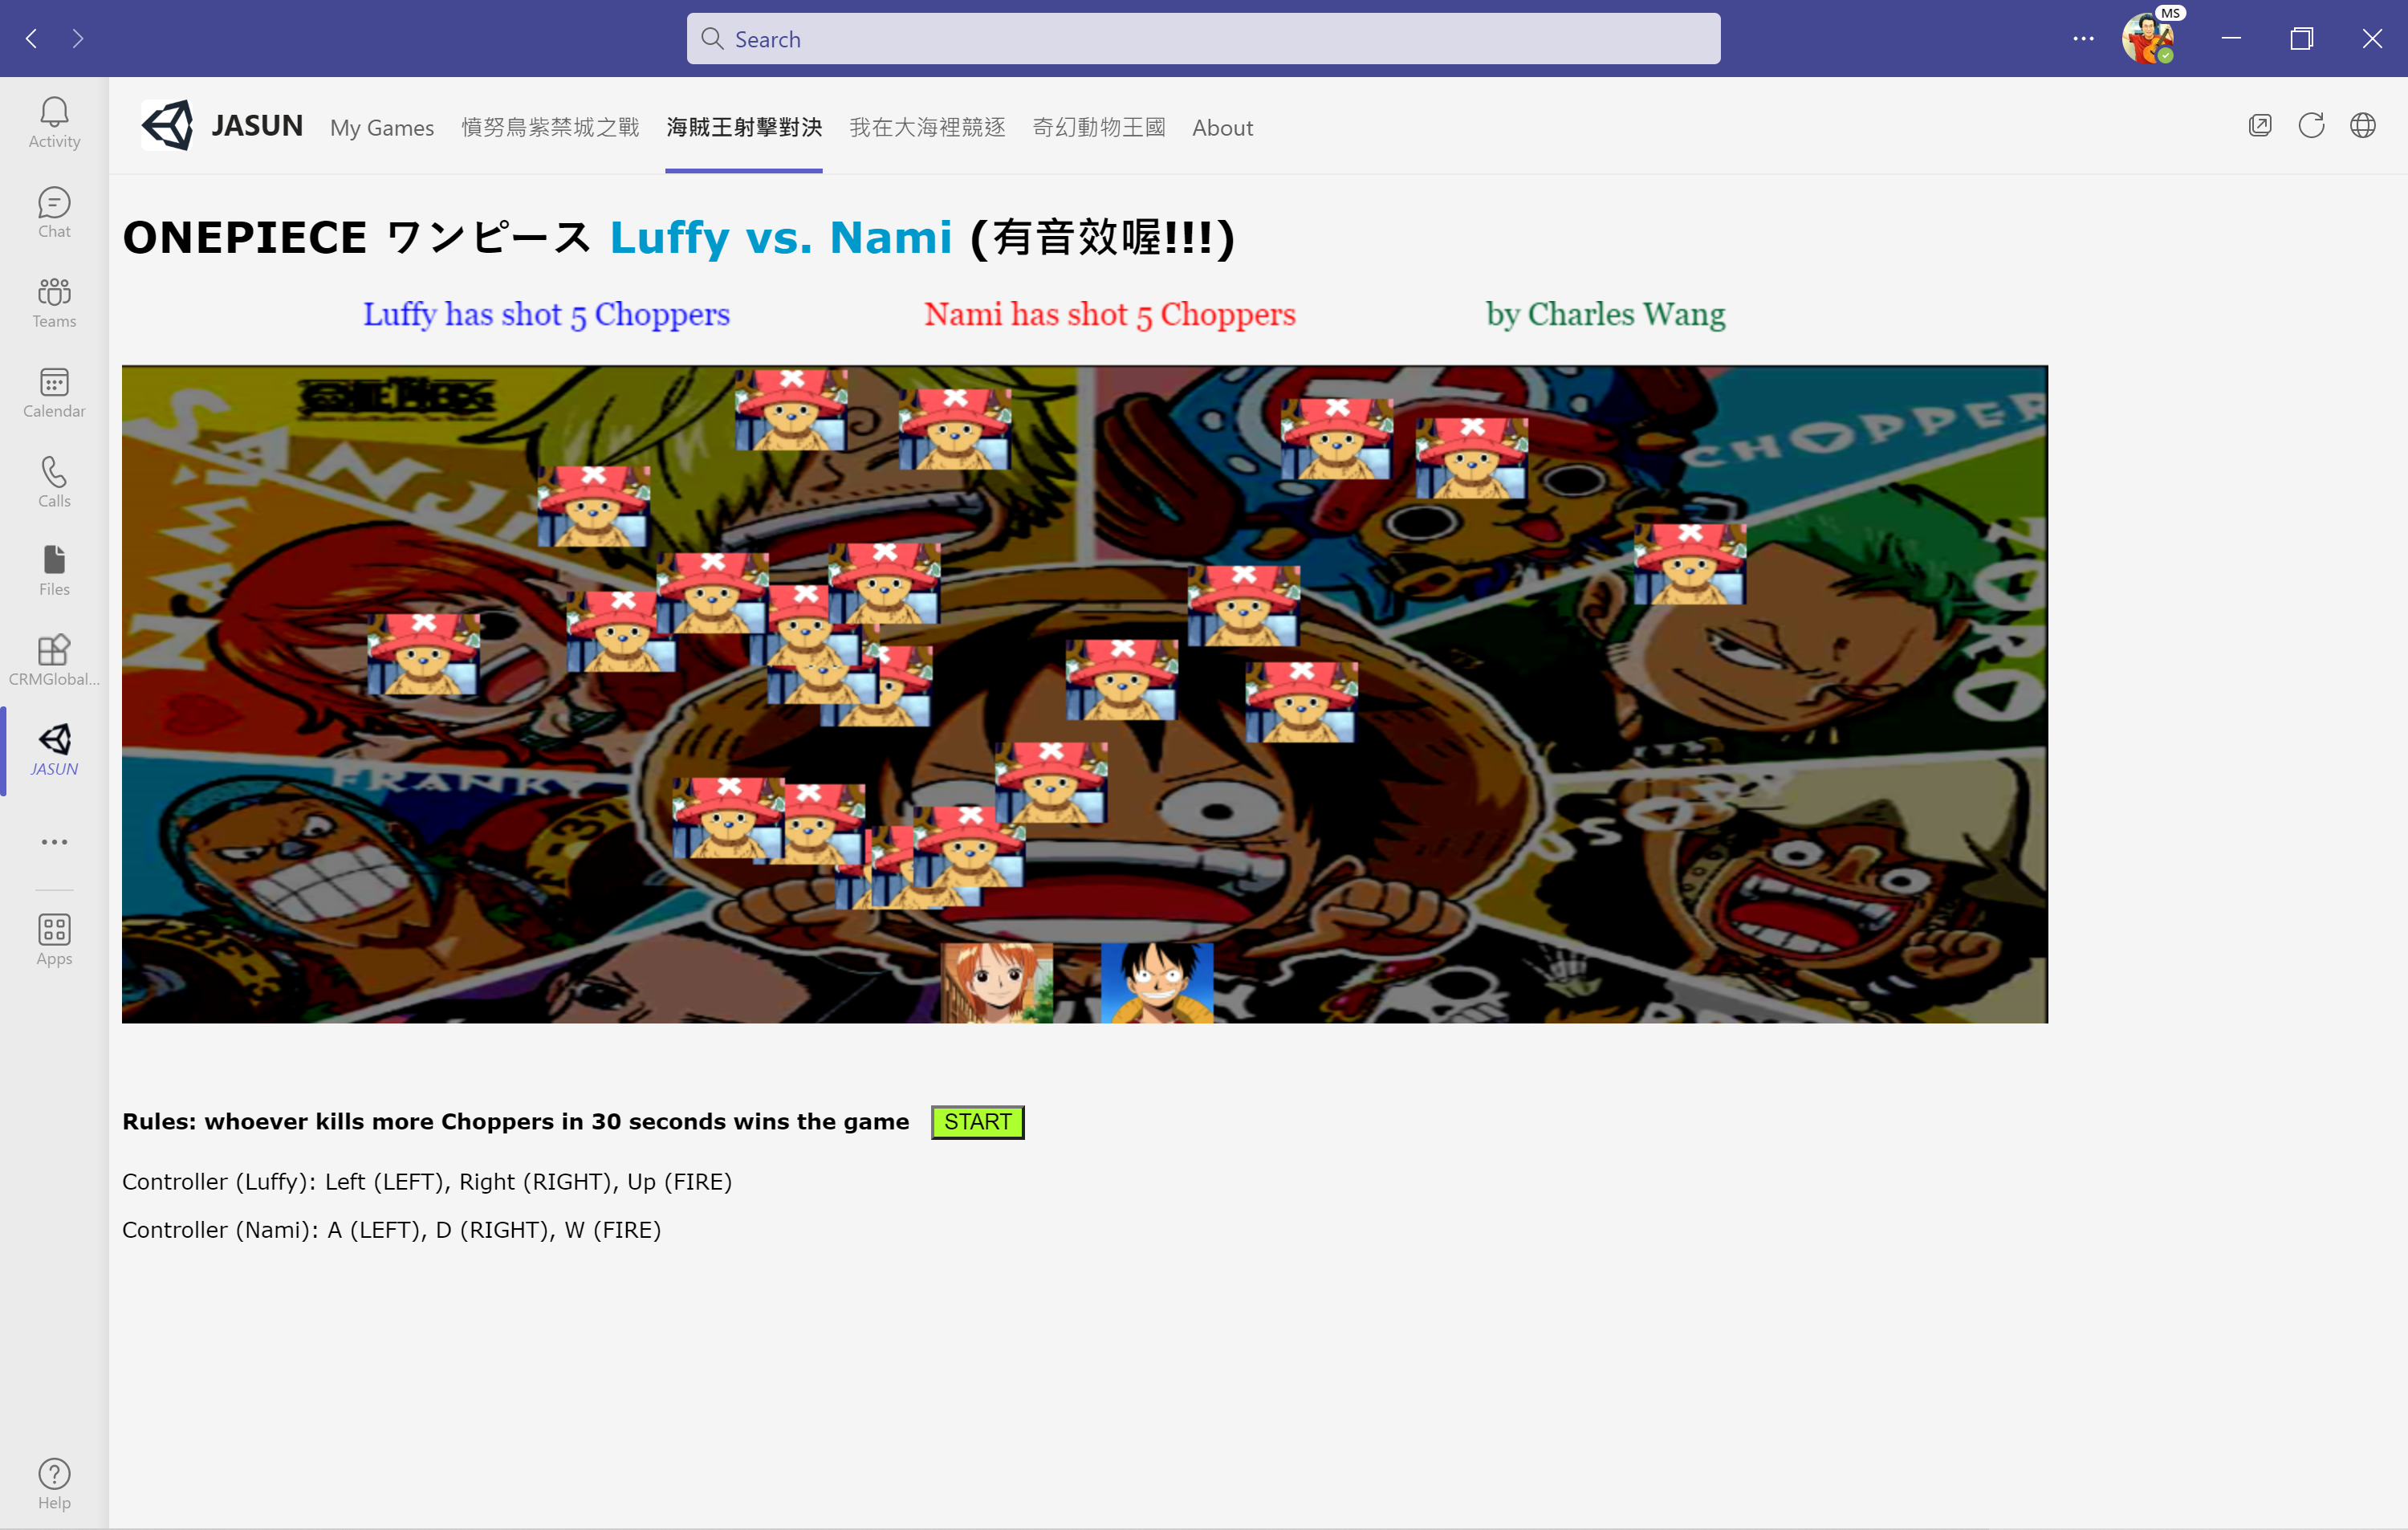 Search
MS
Activity
Chat
Teams
Calendar
Calls
Files
CRMGlobal...
JASUN
Apps
Help
JASUN My Games 憤努鳥紫禁城之戰 海賊王射擊對決 我在大海裡競逐 奇幻動物王國 About
ONEPIECE ワンピース Luffy vs. Nami (有音效喔!!!)
Luffy has shot 5 Choppers Nami has shot 5 Choppers by Charles Wang
SANJI
CHOPPER
NAMI
ZORO
FRANKY
Rules: whoever kills more Choppers in 30 seconds wins the game START
Controller (Luffy): Left (LEFT), Right (RIGHT), Up (FIRE)
Controller (Nami): A (LEFT), D (RIGHT), W (FIRE)